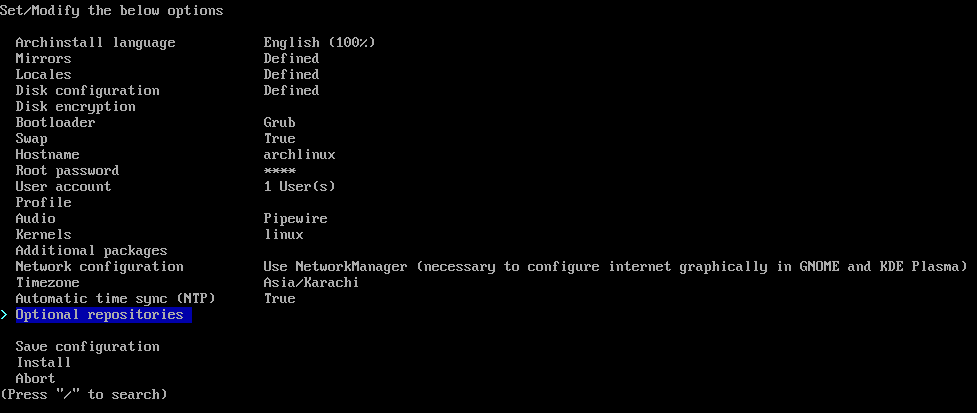 Set/Modify the below options
Archinstall language English (100%)
Mirrors Defined
Locales Defined
Disk configuration Defined
Disk encryption
Bootloader Grub
Swap True
Hostname archlinux
Root password ****
User account 1 User(s)
Profile
Audio Pipewire
Kernels linux
Additional packages
Network configuration Use NetworkManager (necessary to configure internet graphically in GNOME and KDE Plasma)
Timezone Asia/Karachi
Automatic time sync (NTP) True
> Optional repositories
Save configuration
Install
Abort
(Press "/" to search)